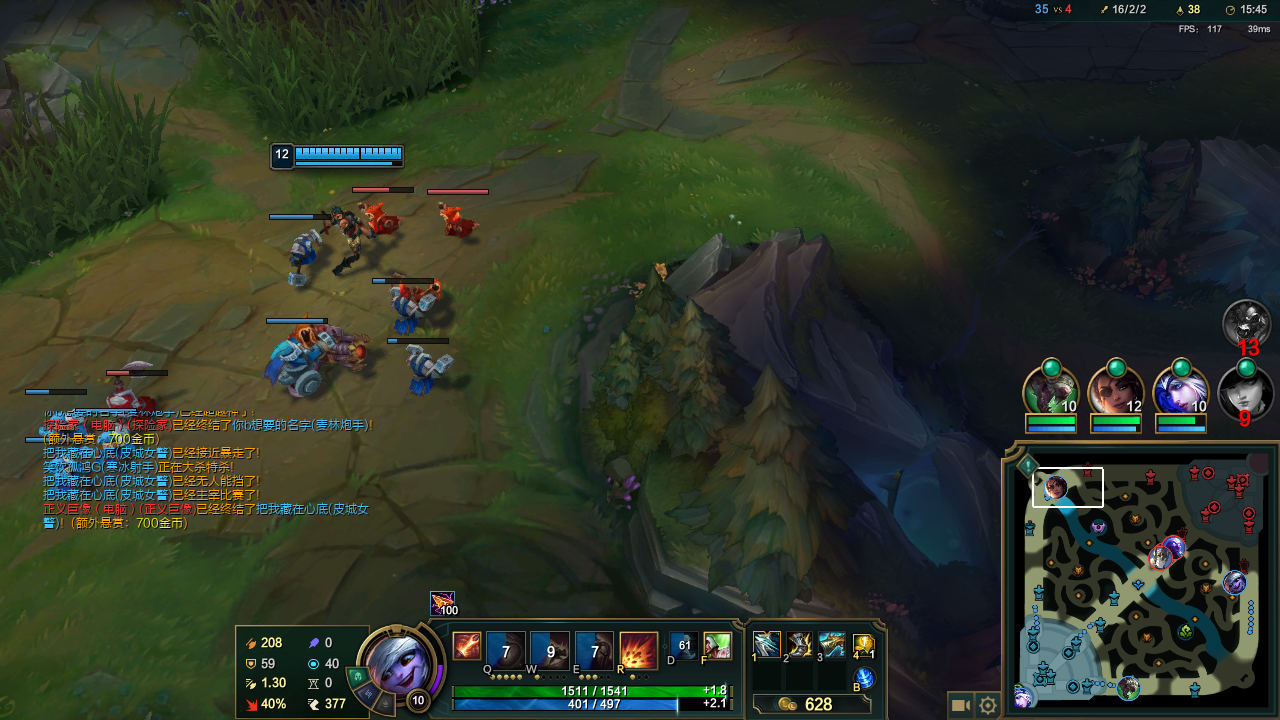 35 vs 4 16/2/2 38 15:45
FPS: 117 39ms
12
13
10 12 10 9
探险家（电脑）(探险家)已经终结了你b想要的名字(麦林炮手)!
(额外悬赏: 700金币)
把我藏在心底(皮城女警)已经接近暴走了!
笑谈孤鸿G(寒冰射手)正在大杀特杀!
把我藏在心底(皮城女警)已经无人能挡了!
把我藏在心底(皮城女警)已经主宰比赛了!
正义巨像（电脑）(正义巨像)已经终结了把我藏在心底(皮城女
警)! (额外悬赏: 700金币)
100
208 0
59 40
1.30 0
40% 377
10
7 9 7 61
Q W E R D F
1 2 3 4 1
B
1511 / 1541 +1.8
401 / 497 +2.1
628